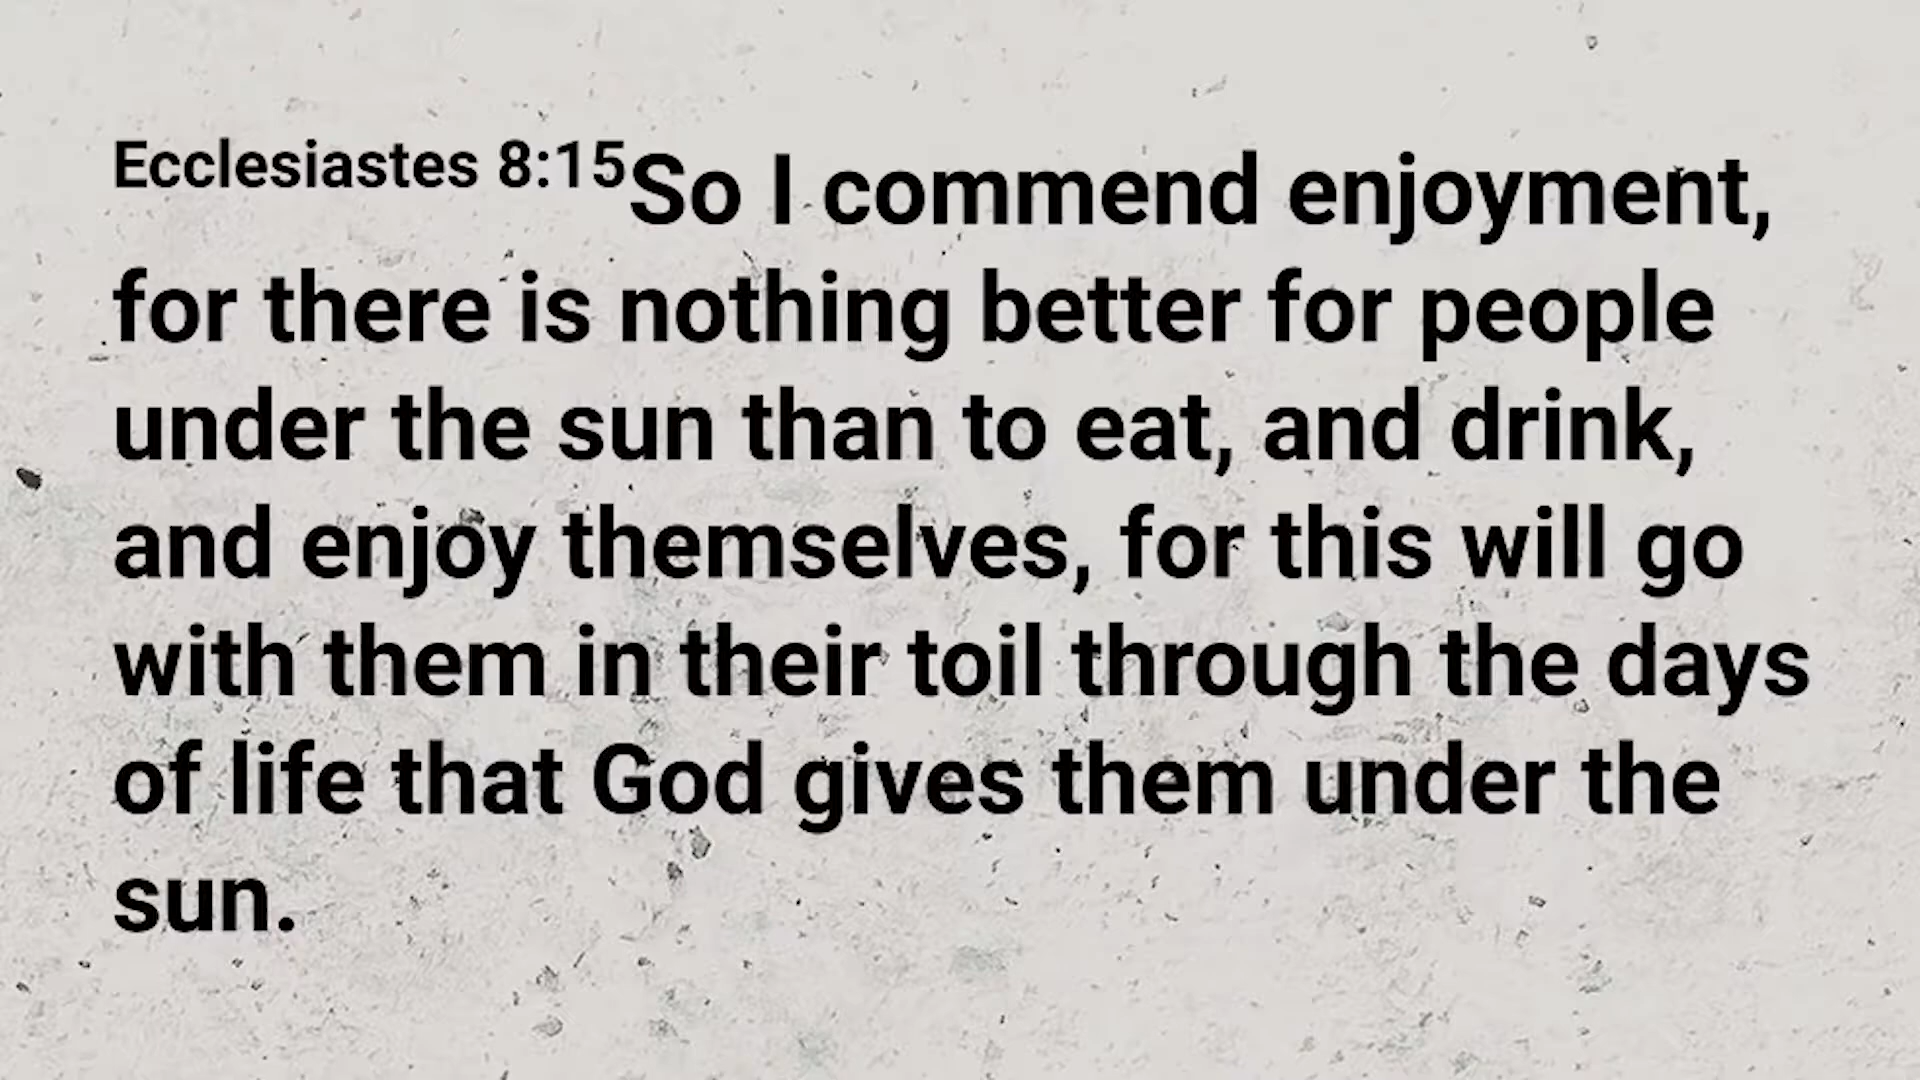 Ecclesiastes 8:15So I commend enjoyment,
for there is nothing better for people
under the sun than to eat, and drink,
and enjoy themselves, for this will go
with them in their toil through the days
of life that God gives them under the
sun.